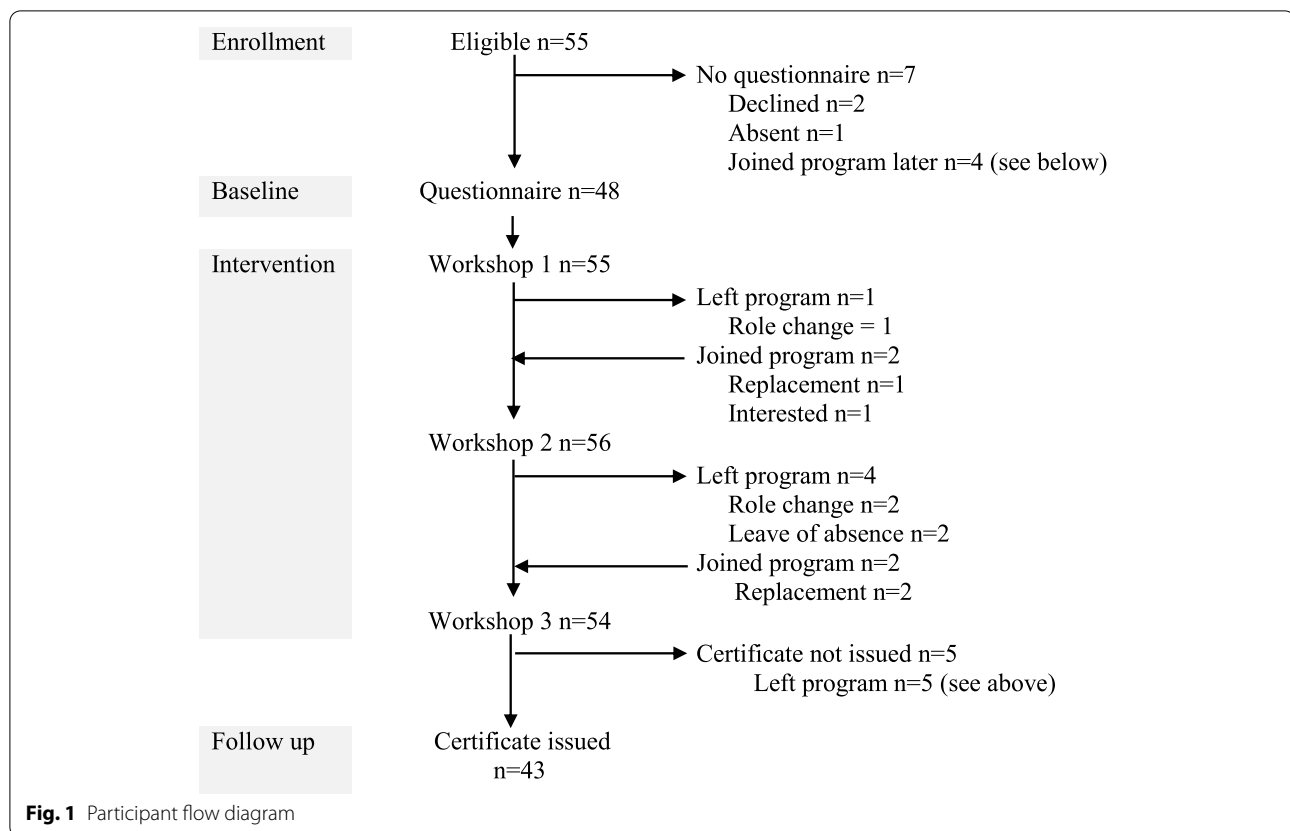 Enrollment
Eligible n=55
No questionnaire n=7
Declined n=2
Absent n=1
Joined program later n=4 (see below)
Baseline
Questionnaire n=48
Intervention
Workshop 1 n=55
Left program n=1
Role change = 1
Joined program n=2
Replacement n=1
Interested n=1
Workshop 2 n=56
Left program n=4
Role change n=2
Leave of absence n=2
Joined program n=2
Replacement n=2
Workshop 3 n=54
Certificate not issued n=5
Left program n=5 (see above)
Follow up
Certificate issued
n=43
Fig. 1 Participant flow diagram